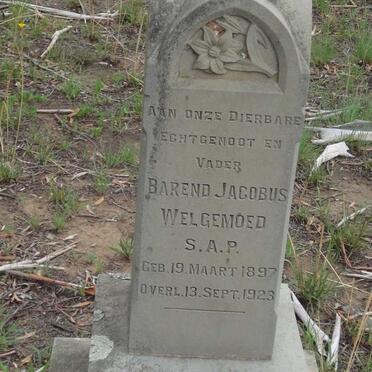 AAN ONZE DIERBARE
ECHTGENOOT EN
VADER
BAREND JACOBUS
WELGEMOED
S.A.P.
GEB. 19. MAART 1897
OVERL. 13. SEPT. 1923